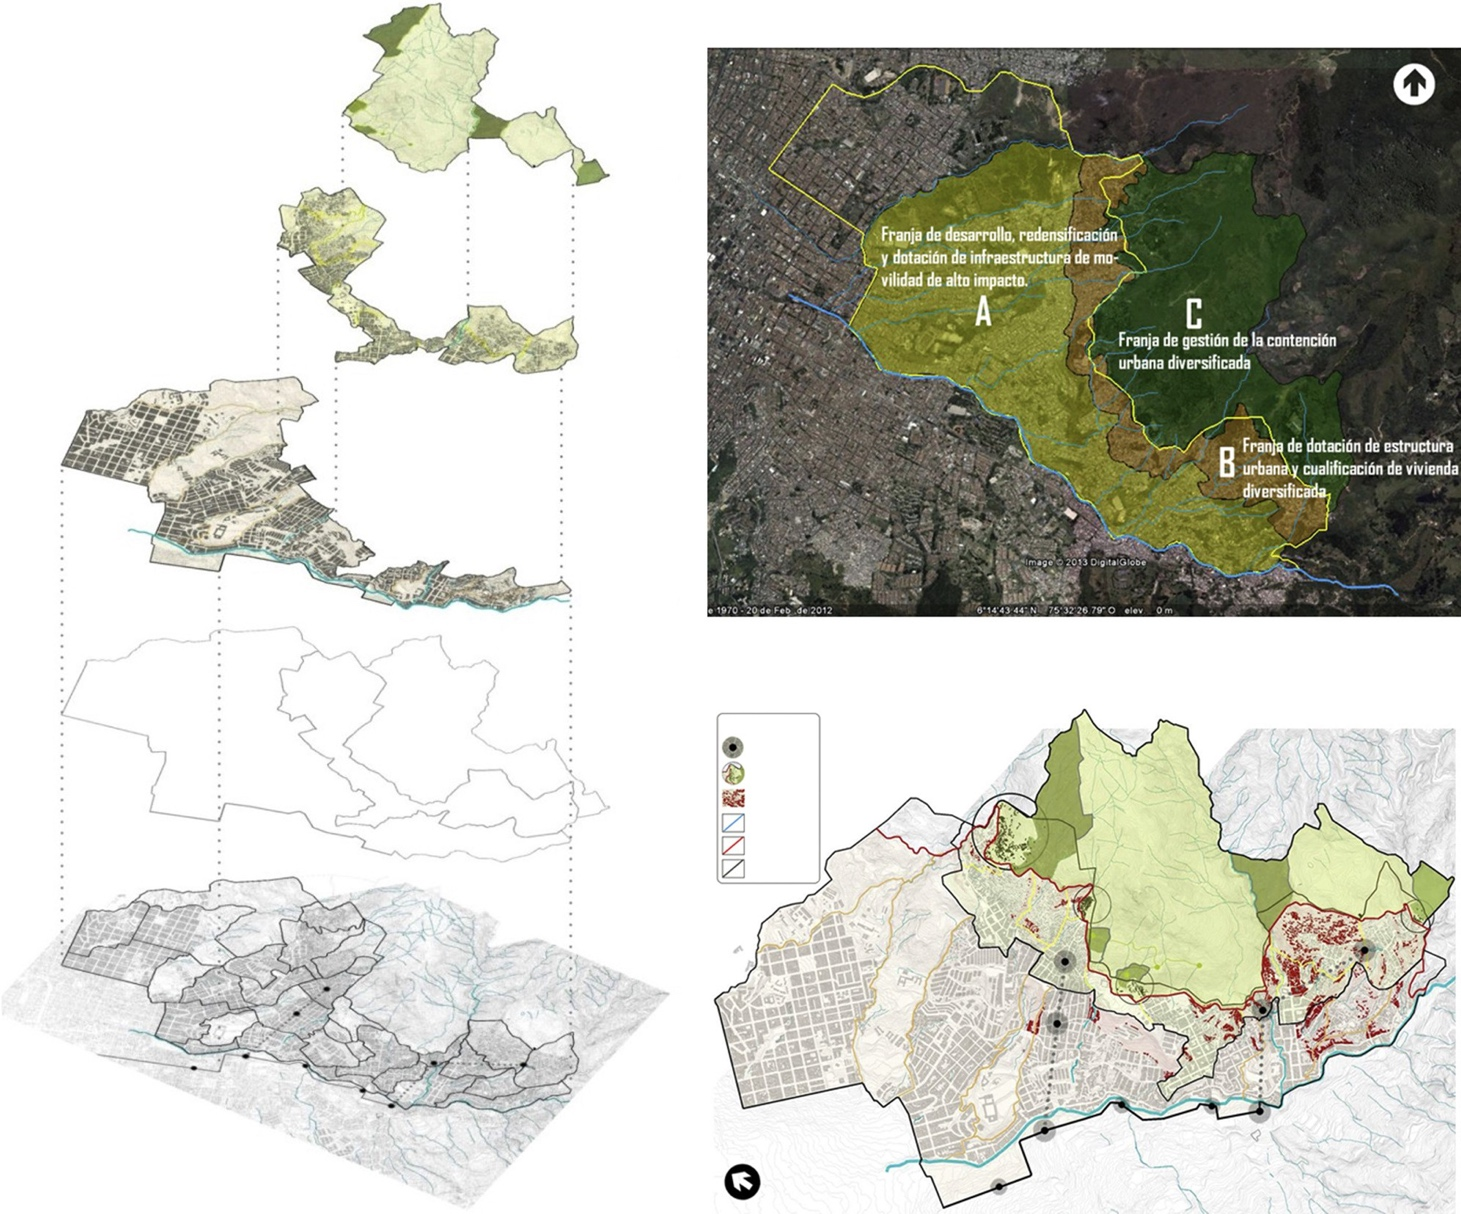 Franja de desarrollo, redensificación
y dotación de infraestructura de mo-
vilidad de alto impacto.
A
C
Franja de gestión de la contención
urbana diversificada
B
Franja de dotación de estructura
urbana y cualificación de vivienda
diversificada
Image © 2013 DigitalGlobe
e 1970 - 20 de Feb. de 2012 6°14'43.44" N 75°32'26.79" O elev 0 m